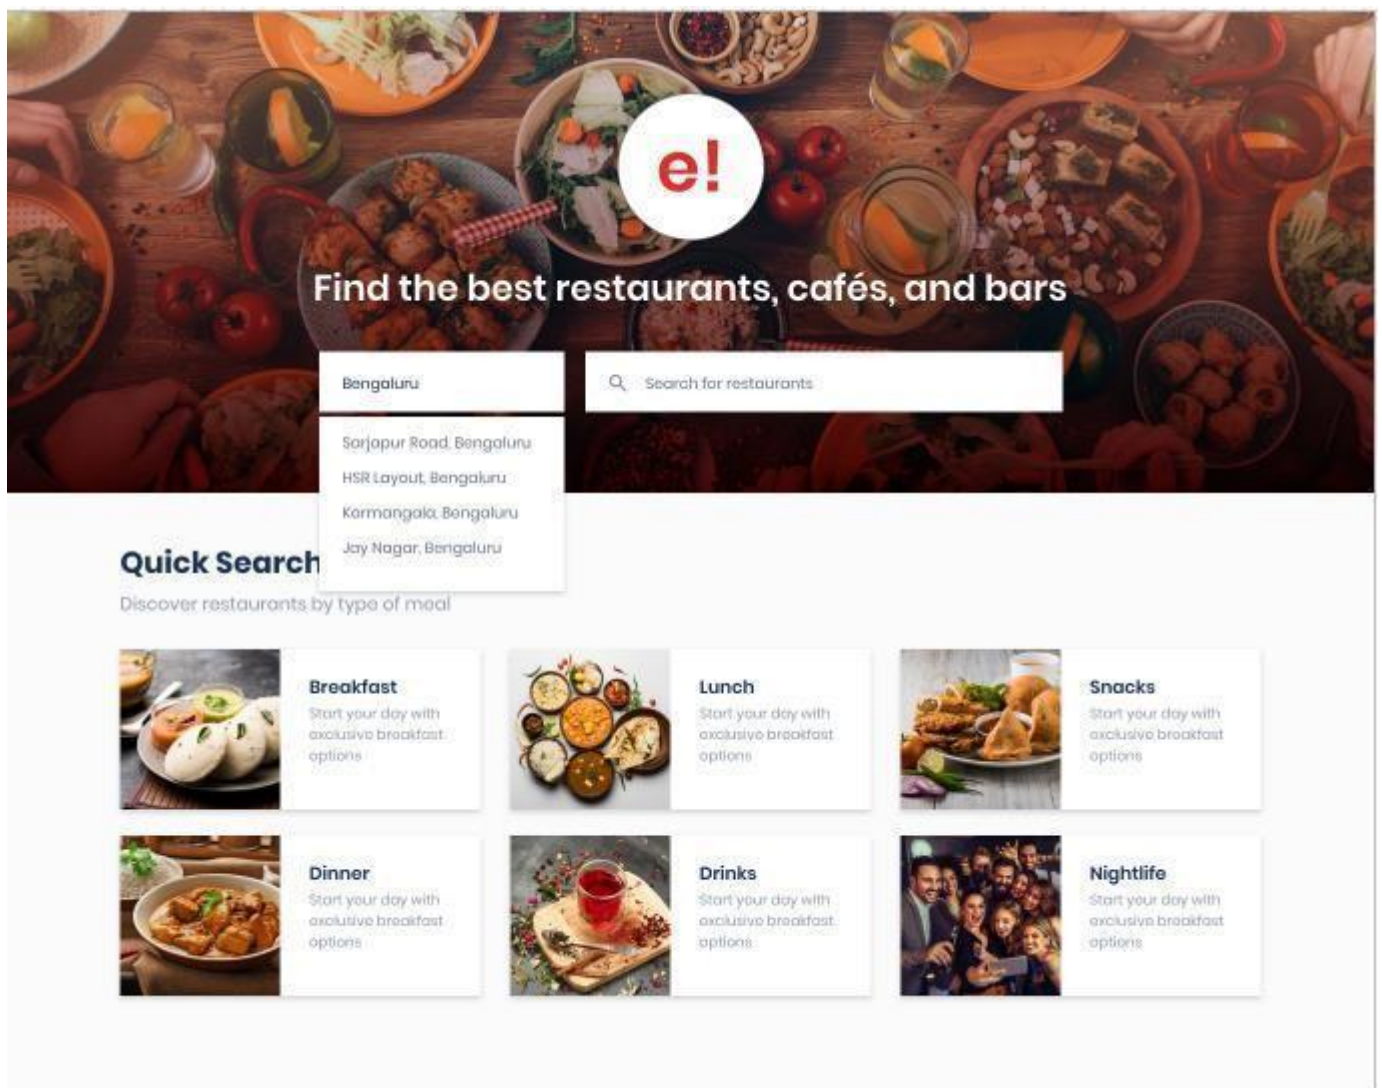 e!
Find the best restaurants, cafés, and bars
Bengaluru
Search for restaurants
Sarjapur Road, Bengaluru
HSR Layout, Bengaluru
Kormangala, Bengaluru
Jay Nagar, Bengaluru
Quick Search
Discover restaurants by type of meal
Breakfast
Start your day with
exclusive breakfast
options
Lunch
Start your day with
exclusive breakfast
options
Snacks
Start your day with
exclusive breakfast
options
Dinner
Start your day with
exclusive breakfast
options
Drinks
Start your day with
exclusive breakfast
options
Nightlife
Start your day with
exclusive breakfast
options